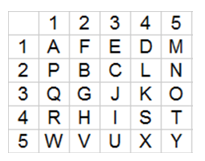 1 2 3 4 5
1 A F E D M
2 P B C L N
3 Q G J K O
4 R H I S T
5 W V U X Y